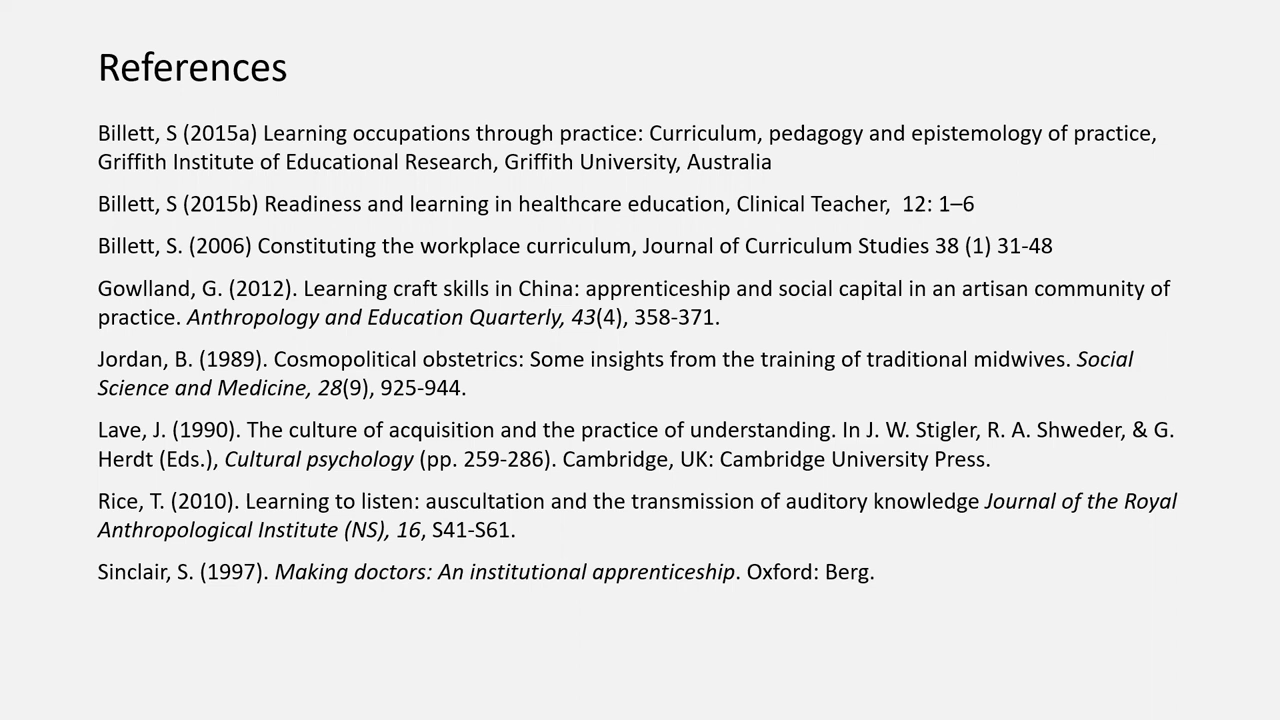 References
Billett, S (2015a) Learning occupations through practice: Curriculum, pedagogy and epistemology of practice,
Griffith Institute of Educational Research, Griffith University, Australia
Billett, S (2015b) Readiness and learning in healthcare education, Clinical Teacher,  12: 1–6
Billett, S. (2006) Constituting the workplace curriculum, Journal of Curriculum Studies 38 (1) 31-48
Gowlland, G. (2012). Learning craft skills in China: apprenticeship and social capital in an artisan community of
practice. Anthropology and Education Quarterly, 43(4), 358-371.
Jordan, B. (1989). Cosmopolitical obstetrics: Some insights from the training of traditional midwives. Social
Science and Medicine, 28(9), 925-944.
Lave, J. (1990). The culture of acquisition and the practice of understanding. In J. W. Stigler, R. A. Shweder, & G.
Herdt (Eds.), Cultural psychology (pp. 259-286). Cambridge, UK: Cambridge University Press.
Rice, T. (2010). Learning to listen: auscultation and the transmission of auditory knowledge Journal of the Royal
Anthropological Institute (NS), 16, S41-S61.
Sinclair, S. (1997). Making doctors: An institutional apprenticeship. Oxford: Berg.